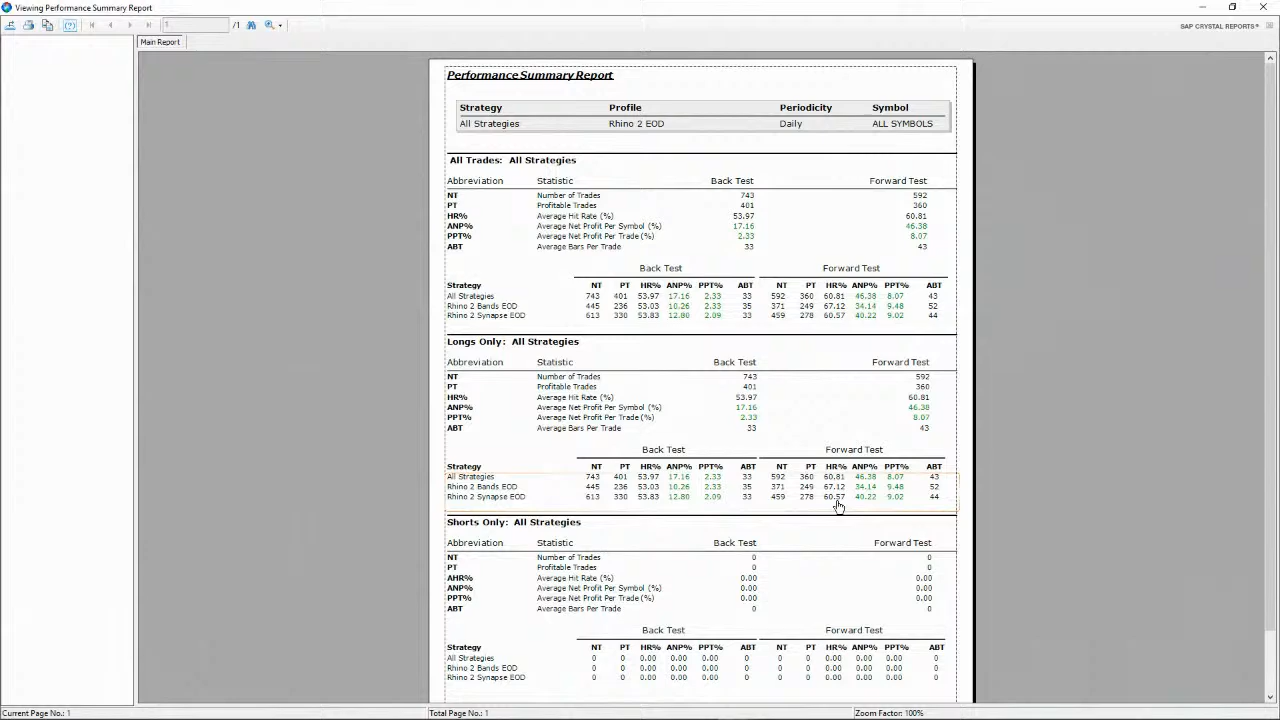 Viewing Performance Summary Report
1 /1 SAP CRYSTAL REPORTS®
Main Report
Performance Summary Report
Strategy Profile Periodicity Symbol
All Strategies Rhino 2 EOD Daily ALL SYMBOLS
All Trades: All Strategies
Abbreviation Statistic Back Test Forward Test
NT Number of Trades 743 592
PT Profitable Trades 401 360
HR% Average Hit Rate (%) 53.97 60.81
ANP% Average Net Profit Per Symbol (%) 17.16 46.38
PPT% Average Net Profit Per Trade (%) 2.33 8.07
ABT Average Bars Per Trade 33 43
Back Test Forward Test
Strategy NT PT HR% ANP% PPT% ABT NT PT HR% ANP% PPT% ABT
All Strategies 743 401 53.97 17.16 2.33 33 592 360 60.81 46.38 8.07 43
Rhino 2 Bands EOD 445 236 53.03 10.26 2.33 35 371 249 67.12 34.14 9.48 52
Rhino 2 Synapse EOD 613 330 53.83 12.80 2.09 33 459 278 60.57 40.22 9.02 44
Longs Only: All Strategies
Abbreviation Statistic Back Test Forward Test
NT Number of Trades 743 592
PT Profitable Trades 401 360
HR% Average Hit Rate (%) 53.97 60.81
ANP% Average Net Profit Per Symbol (%) 17.16 46.38
PPT% Average Net Profit Per Trade (%) 2.33 8.07
ABT Average Bars Per Trade 33 43
Back Test Forward Test
Strategy NT PT HR% ANP% PPT% ABT NT PT HR% ANP% PPT% ABT
All Strategies 743 401 53.97 17.16 2.33 33 592 360 60.81 46.38 8.07 43
Rhino 2 Bands EOD 445 236 53.03 10.26 2.33 35 371 249 67.12 34.14 9.48 52
Rhino 2 Synapse EOD 613 330 53.83 12.80 2.09 33 459 278 60.57 40.22 9.02 44
Shorts Only: All Strategies
Abbreviation Statistic Back Test Forward Test
NT Number of Trades 0 0
PT Profitable Trades 0 0
AHR% Average Hit Rate (%) 0.00 0.00
ANP% Average Net Profit Per Symbol (%) 0.00 0.00
PPT% Average Net Profit Per Trade (%) 0.00 0.00
ABT Average Bars Per Trade 0 0
Back Test Forward Test
Strategy NT PT HR% ANP% PPT% ABT NT PT HR% ANP% PPT% ABT
All Strategies 0 0 0.00 0.00 0.00 0 0 0 0.00 0.00 0.00 0
Rhino 2 Bands EOD 0 0 0.00 0.00 0.00 0 0 0 0.00 0.00 0.00 0
Rhino 2 Synapse EOD 0 0 0.00 0.00 0.00 0 0 0 0.00 0.00 0.00 0
Current Page No.: 1 Total Page No.: 1 Zoom Factor: 100%